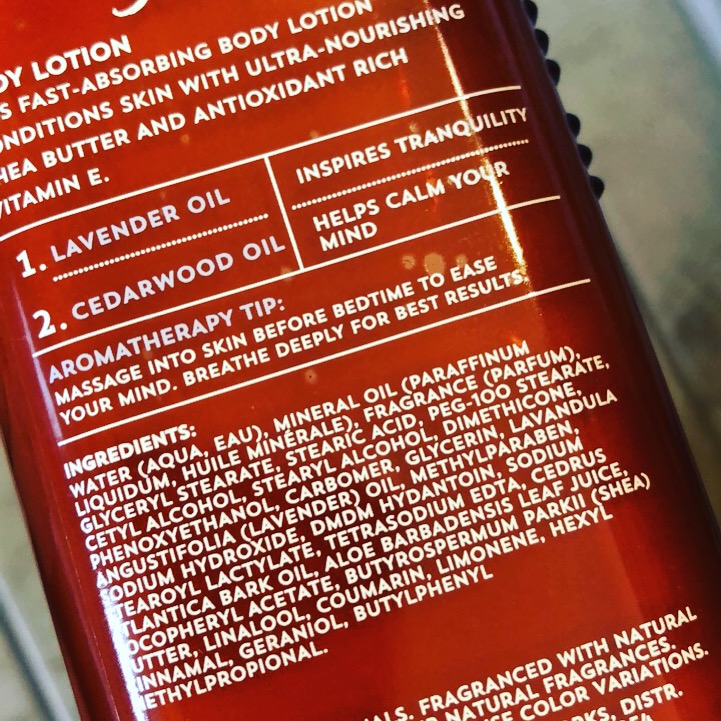 DY LOTION
S FAST-ABSORBING BODY LOTION
ONDITIONS SKIN WITH ULTRA-NOURISHING
HEA BUTTER AND ANTIOXIDANT RICH
VITAMIN E.
1. LAVENDER OIL
INSPIRES TRANQUILITY
2. CEDARWOOD OIL
HELPS CALM YOUR
MIND
AROMATHERAPY TIP:
MASSAGE INTO SKIN BEFORE BEDTIME TO EASE
YOUR MIND. BREATHE DEEPLY FOR BEST RESULTS.
INGREDIENTS:
WATER (AQUA, EAU), MINERAL OIL (PARAFFINUM
LIQUIDUM, HUILE MINÉRALE), FRAGRANCE (PARFUM),
GLYCERYL STEARATE, STEARIC ACID, PEG-100 STEARATE,
CETYL ALCOHOL, STEARYL ALCOHOL, DIMETHICONE,
PHENOXYETHANOL, CARBOMER, GLYCERIN, LAVANDULA
ANGUSTIFOLIA (LAVENDER) OIL, METHYLPARABEN,
SODIUM HYDROXIDE, DMDM HYDANTOIN, SODIUM
STEAROYL LACTYLATE, TETRASODIUM EDTA, CEDRUS
ATLANTICA BARK OIL, ALOE BARBADENSIS LEAF JUICE,
OCOPHERYL ACETATE, BUTYROSPERMUM PARKII (SHEA)
UTTER, LINALOOL, COUMARIN, LIMONENE, HEXYL
INNAMAL, GERANIOL, BUTYLPHENYL
METHYLPROPIONAL.
ALS. FRAGRANCED WITH NATURAL
NATURAL FRAGRANCES.
COLOR VARIATIONS.
DISTR.